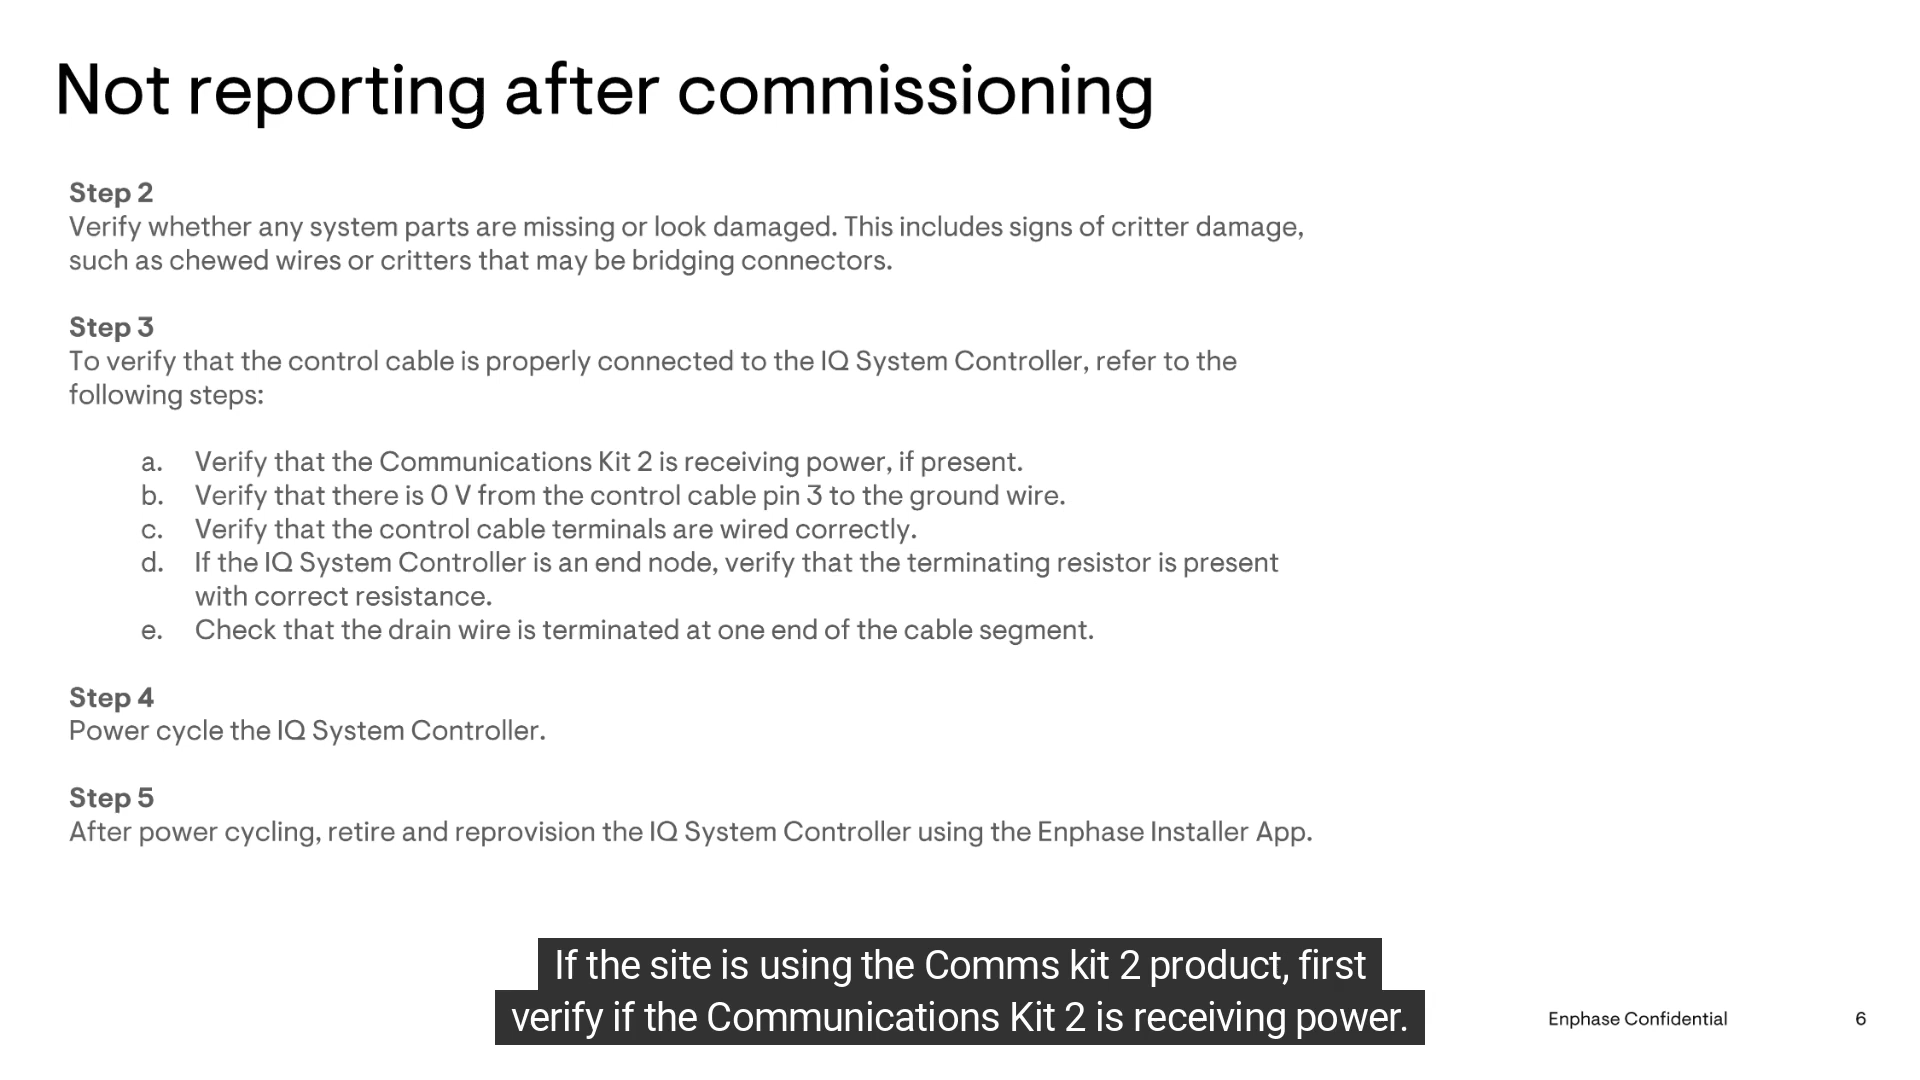 Not reporting after commissioning
Step 2
Verify whether any system parts are missing or look damaged. This includes signs of critter damage,
such as chewed wires or critters that may be bridging connectors.
Step 3
To verify that the control cable is properly connected to the IQ System Controller, refer to the
following steps:
a. Verify that the Communications Kit 2 is receiving power, if present.
b. Verify that there is 0 V from the control cable pin 3 to the ground wire.
c. Verify that the control cable terminals are wired correctly.
d. If the IQ System Controller is an end node, verify that the terminating resistor is present
with correct resistance.
e. Check that the drain wire is terminated at one end of the cable segment.
Step 4
Power cycle the IQ System Controller.
Step 5
After power cycling, retire and reprovision the IQ System Controller using the Enphase Installer App.
If the site is using the Comms kit 2 product, first
verify if the Communications Kit 2 is receiving power.
Enphase Confidential 6